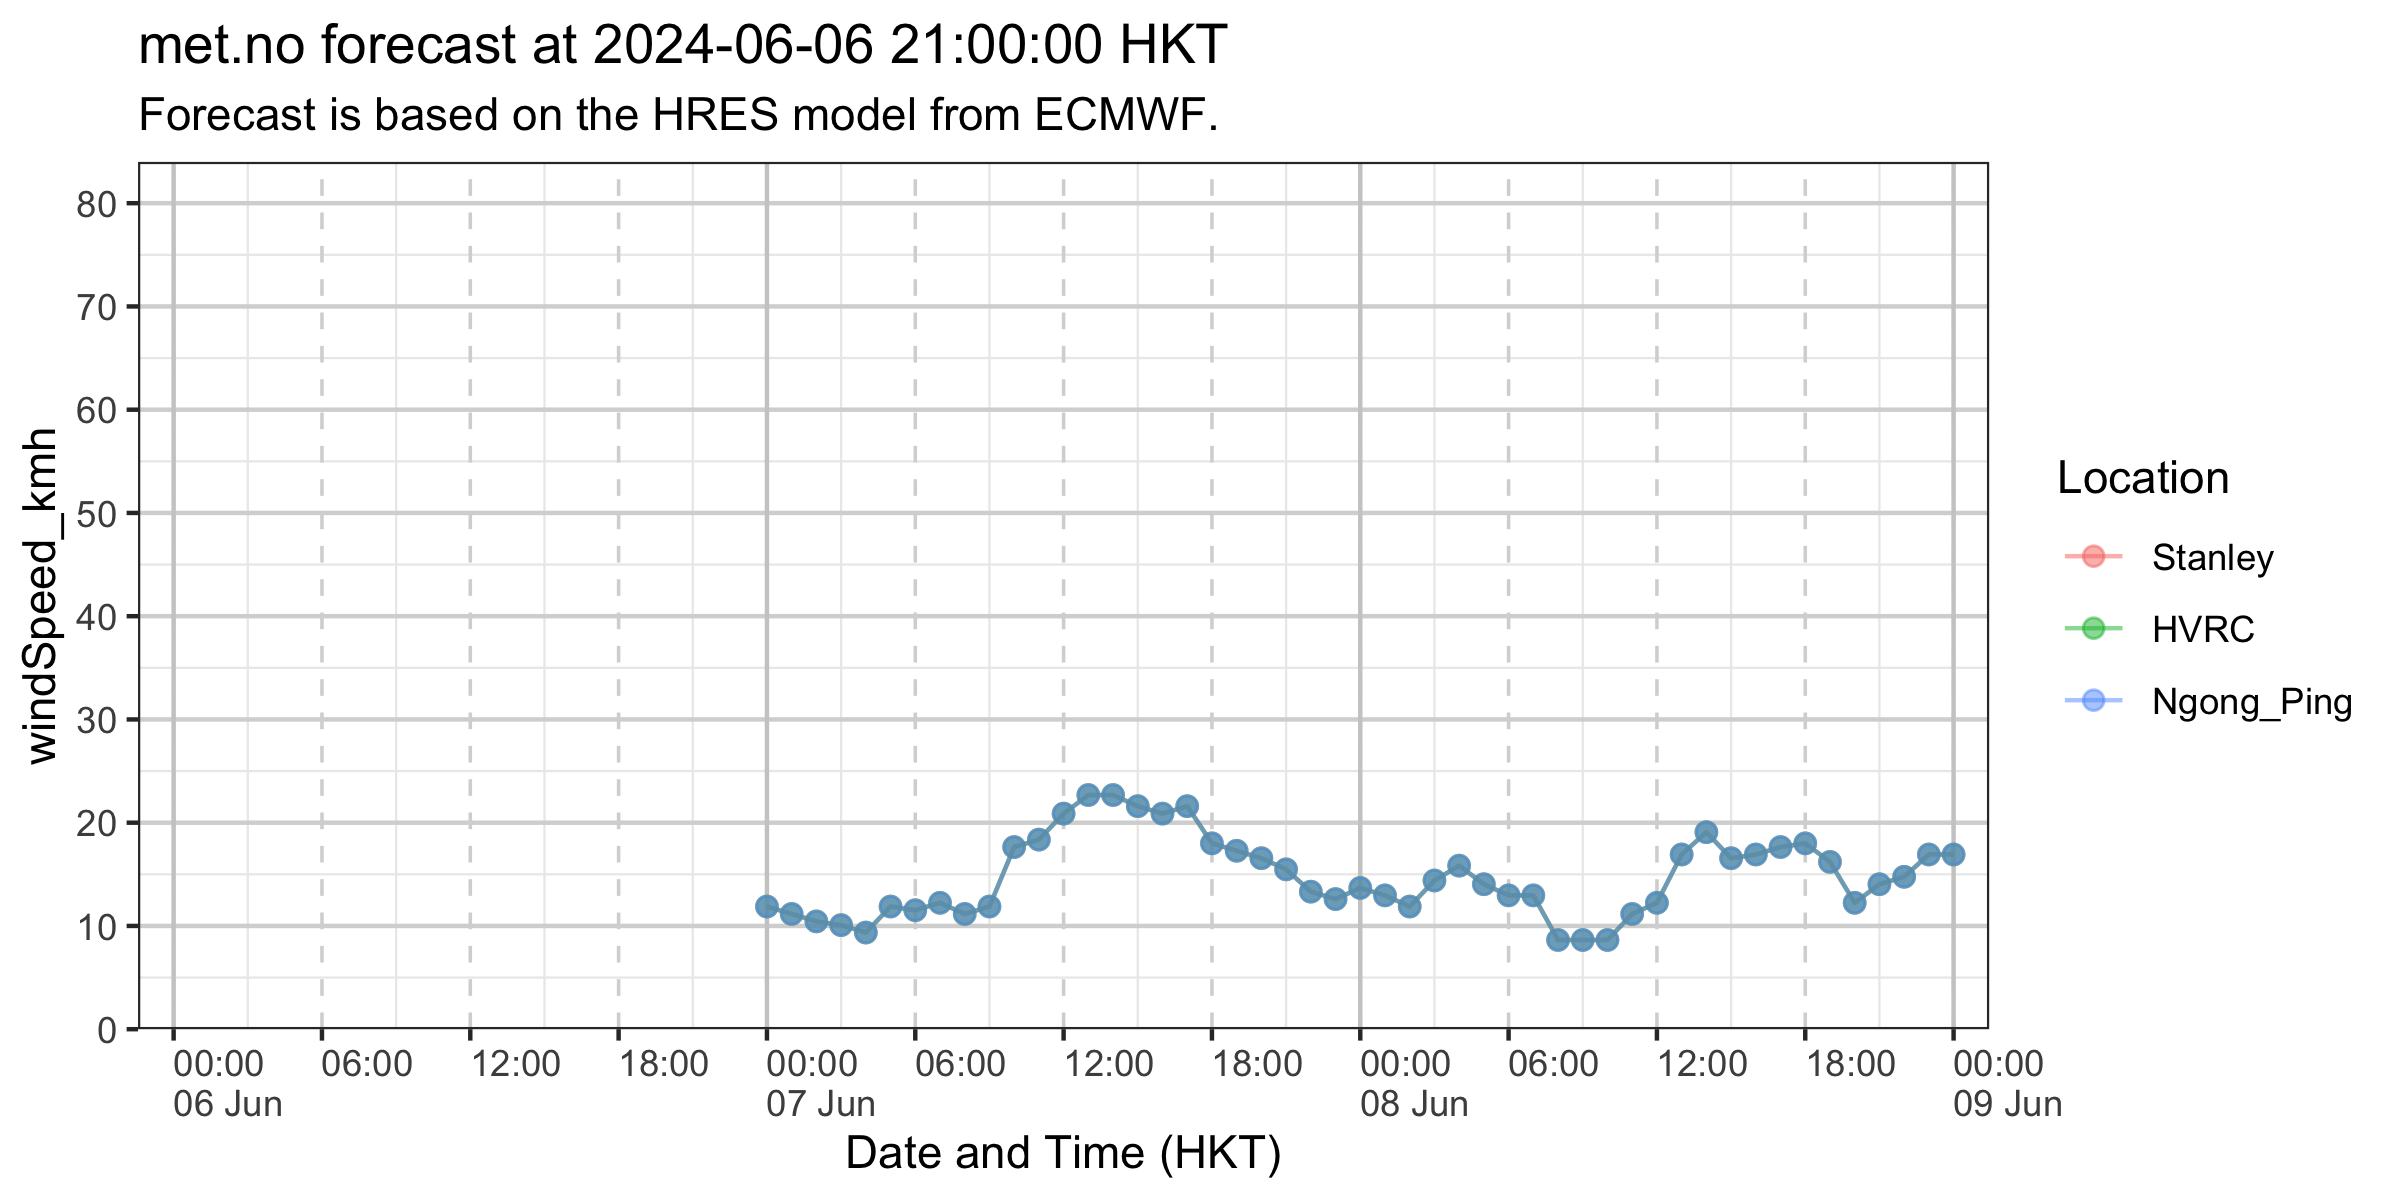 met.no forecast at 2024-06-06 21:00:00 HKT
Forecast is based on the HRES model from ECMWF.
windSpeed_kmh
80
70
60
50
40
30
20
10
0
00:00 06:00 12:00 18:00 00:00 06:00 12:00 18:00 00:00 06:00 12:00 18:00 00:00
06 Jun 07 Jun 08 Jun 09 Jun
Date and Time (HKT)
Location
Stanley
HVRC
Ngong_Ping